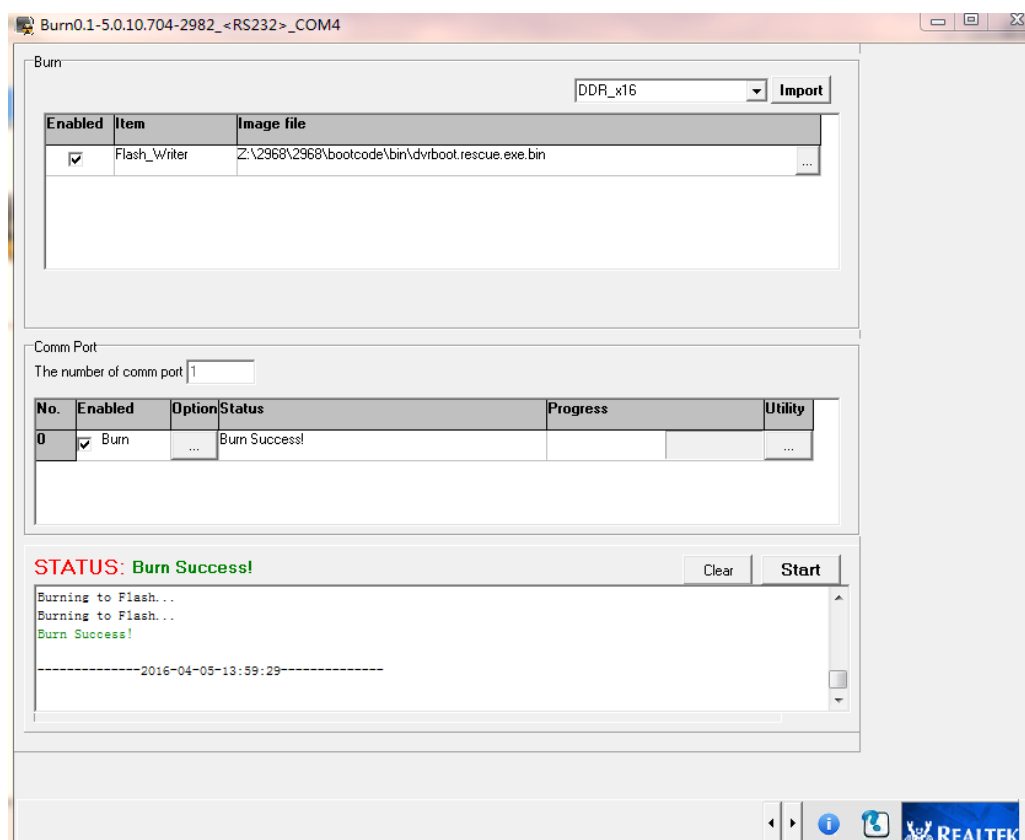 Burn0.1-5.0.10.704-2982_<RS232>_COM4
Burn
DDR_x16 Import
Enabled Item Image file
Flash_Writer Z:\2968\2968\bootcode\bin\dvrboot.rescue.exe.bin ...
Comm Port
The number of comm port 1
No. Enabled Option Status Progress Utility
0 Burn ... Burn Success! ...
STATUS: Burn Success! Clear Start
Burning to Flash...
Burning to Flash...
Burn Success!
--------------2016-04-05-13:59:29--------------
REALTEK